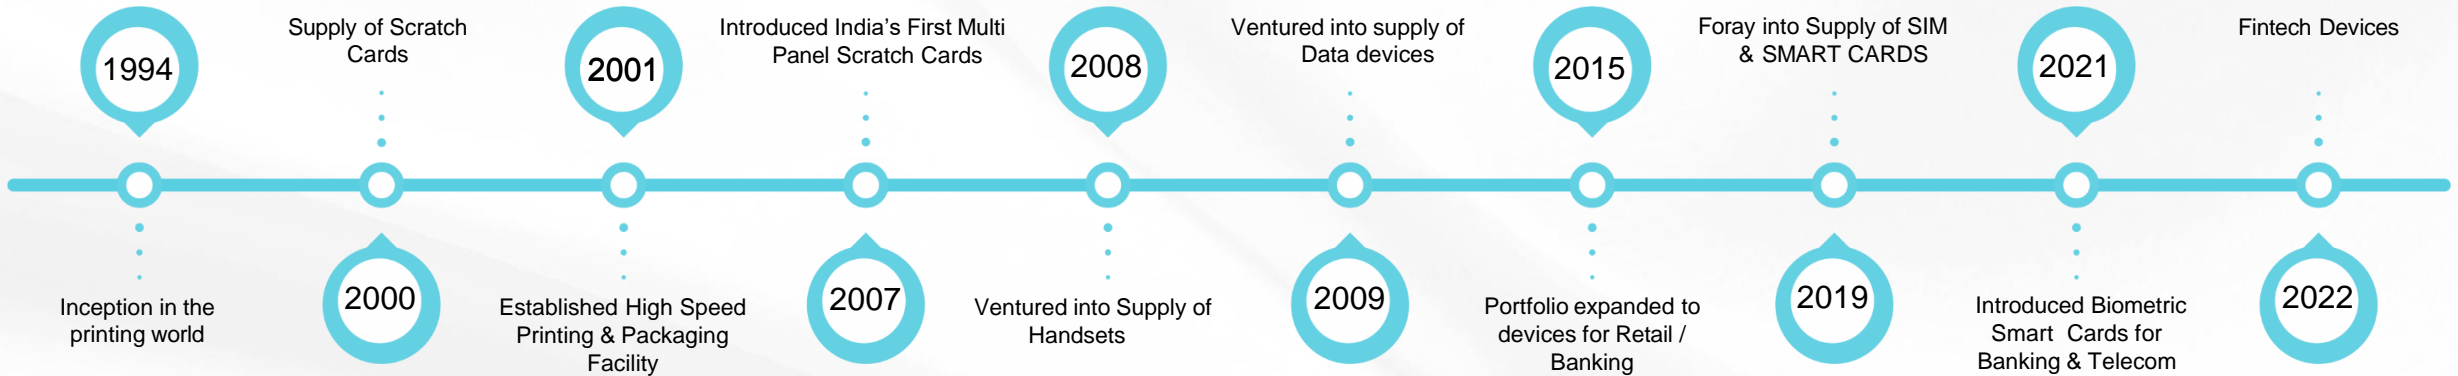 1994
Inception in the
printing world
Supply of Scratch
Cards
2000
2001
Established High Speed
Printing & Packaging
Facility
Introduced India’s First Multi
Panel Scratch Cards
2007
2008
Ventured into Supply of
Handsets
Ventured into supply of
Data devices
2009
2015
Portfolio expanded to
devices for Retail /
Banking
Foray into Supply of SIM
& SMART CARDS
2019
2021
Introduced Biometric
Smart Cards for
Banking & Telecom
Fintech Devices
2022